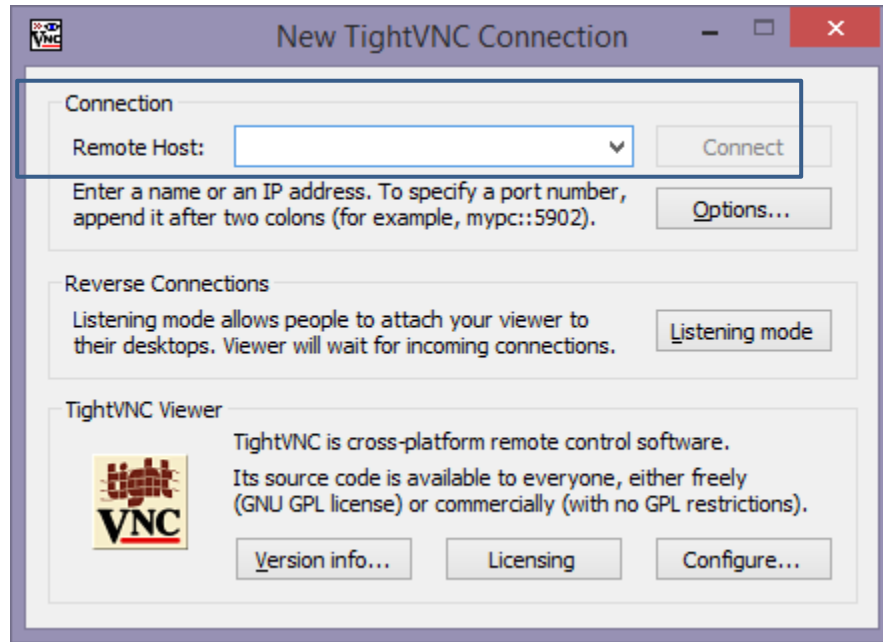 VNC
New TightVNC Connection
Connection
Remote Host:
Connect
Enter a name or an IP address. To specify a port number,
append it after two colons (for example, mypc::5902).
Options...
Reverse Connections
Listening mode allows people to attach your viewer to
their desktops. Viewer will wait for incoming connections.
Listening mode
TightVNC Viewer
tight
VNC
TightVNC is cross-platform remote control software.
Its source code is available to everyone, either freely
(GNU GPL license) or commercially (with no GPL restrictions).
Version info...
Licensing
Configure...